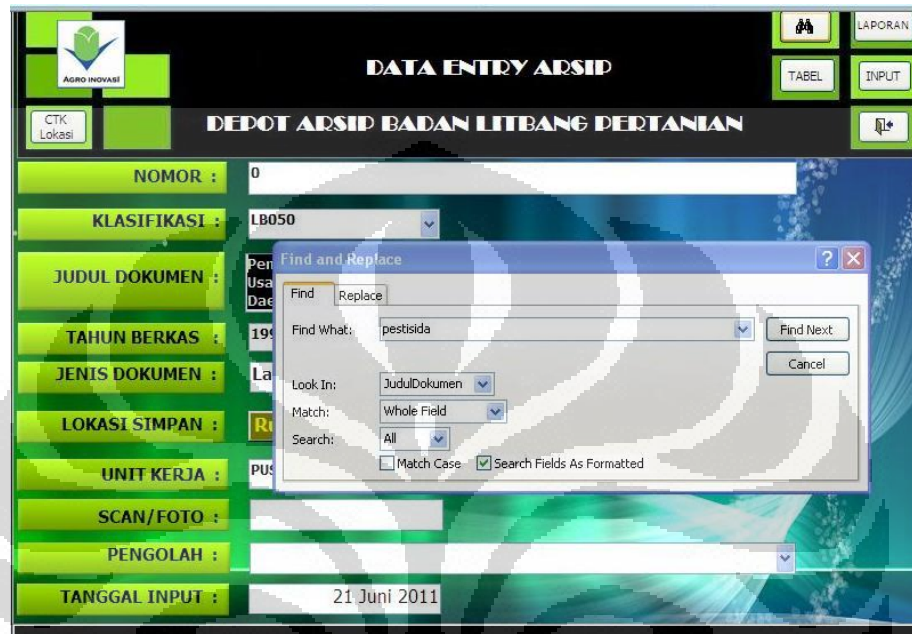 AGRO INOVASI
DATA ENTRY ARSIP
LAPORAN
TABEL
INPUT
CTK
Lokasi
DEPOT ARSIP BADAN LITBANG PERTANIAN
NOMOR : 0
KLASIFIKASI : LB050
JUDUL DOKUMEN :
Find and Replace
Find Replace
Find What: pestisida Find Next
Cancel
Look In: JudulDokumen
Match: Whole Field
Search: All
Match Case Search Fields As Formatted
TAHUN BERKAS :
JENIS DOKUMEN :
LOKASI SIMPAN :
UNIT KERJA :
SCAN/FOTO :
PENGOLAH :
TANGGAL INPUT : 21 Juni 2011